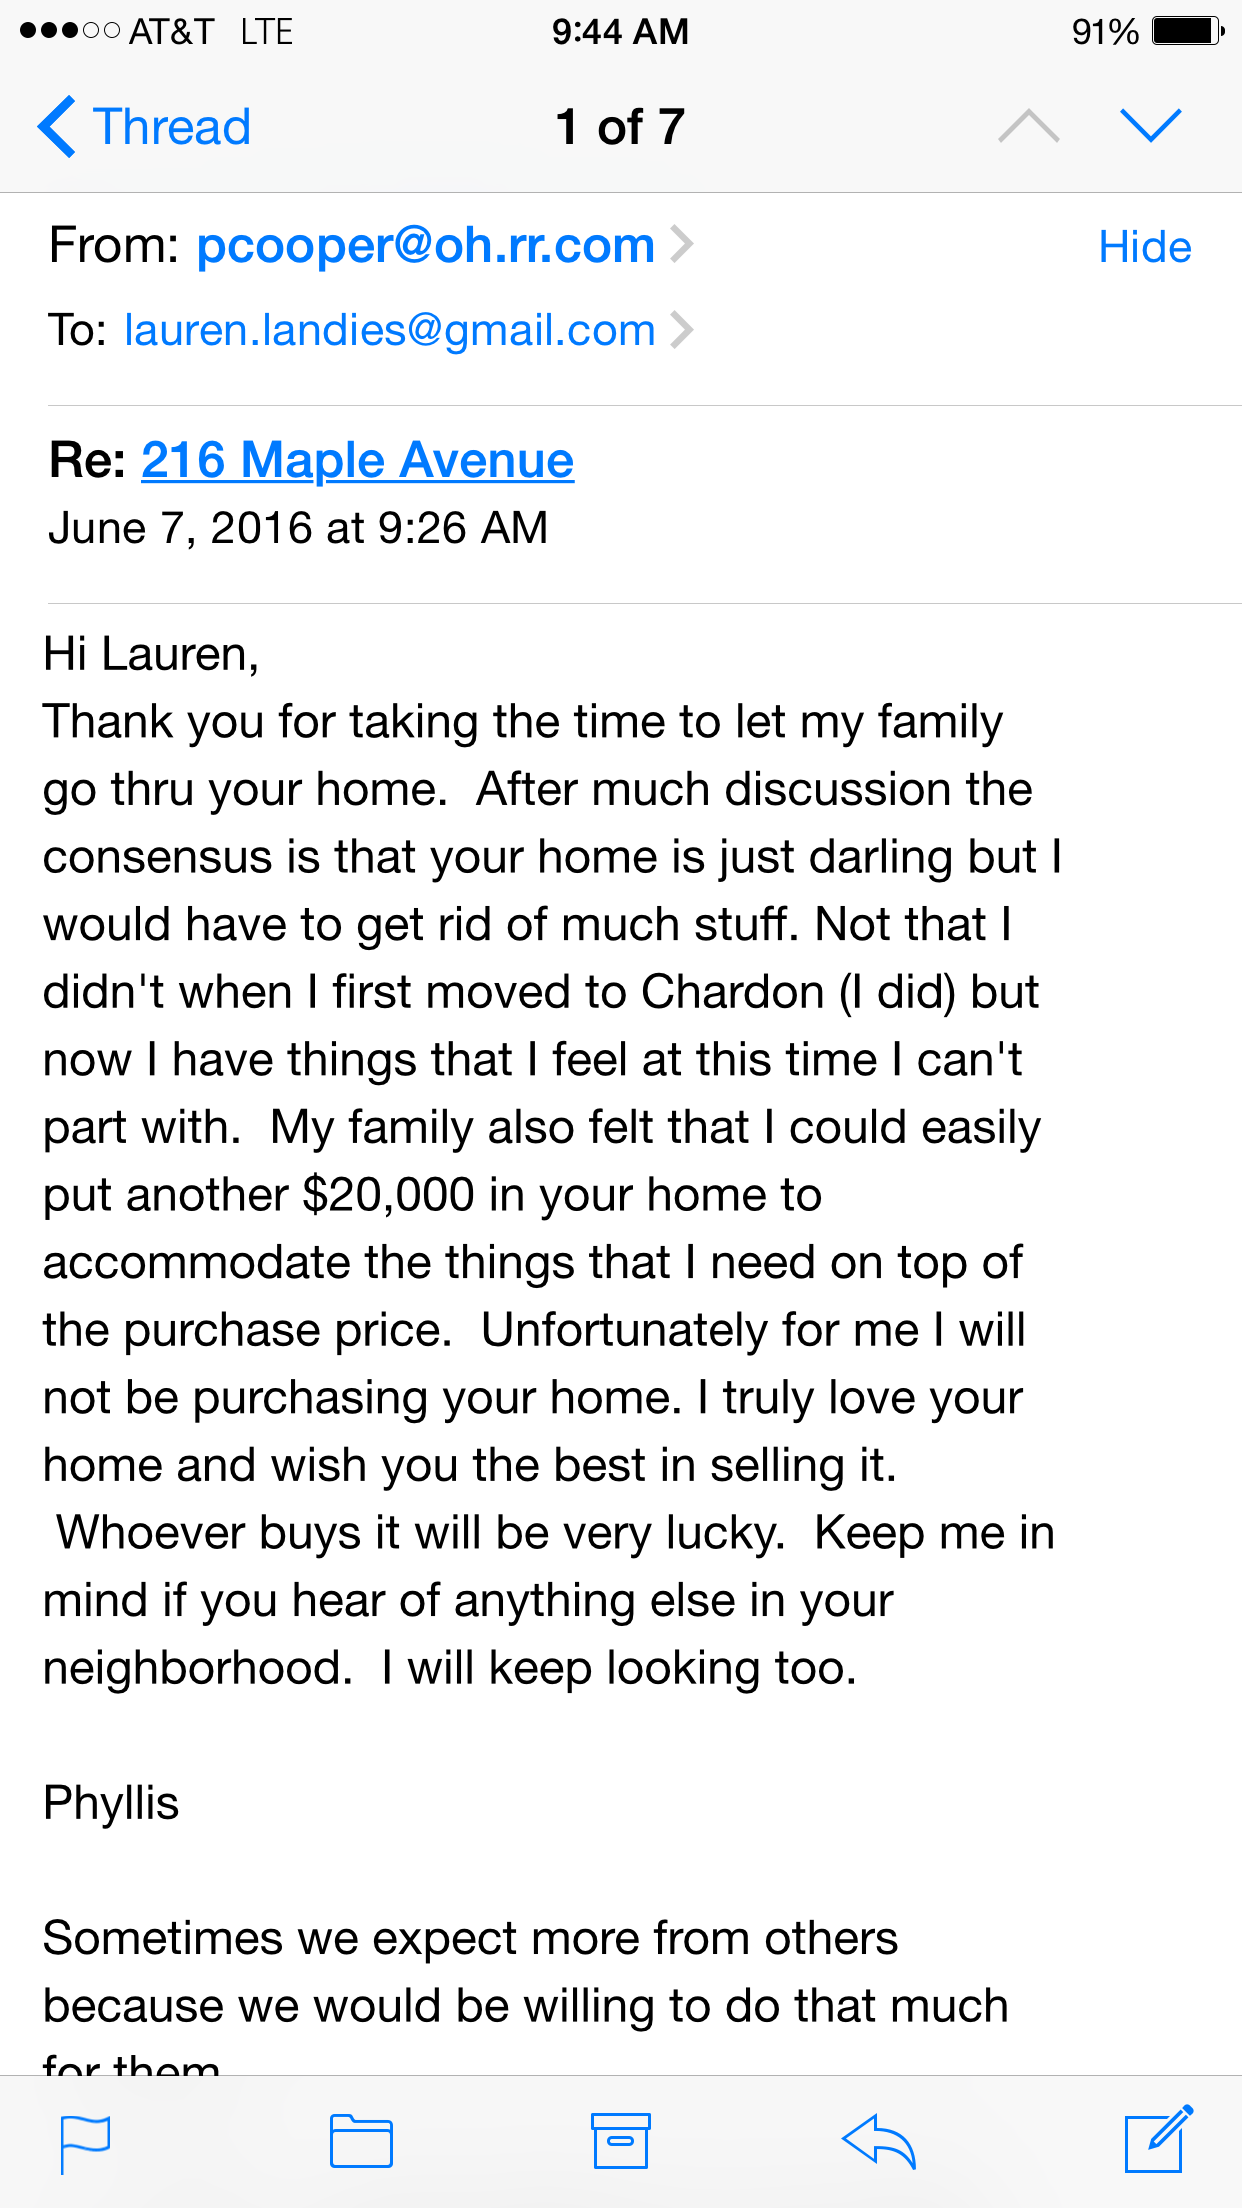 AT&T LTE 9:44 AM 91%
Thread 1 of 7
From: pcooper@oh.rr.com Hide
To: lauren.landies@gmail.com
Re: 216 Maple Avenue
June 7, 2016 at 9:26 AM
Hi Lauren,
Thank you for taking the time to let my family
go thru your home.  After much discussion the
consensus is that your home is just darling but I
would have to get rid of much stuff. Not that I
didn't when I first moved to Chardon (I did) but
now I have things that I feel at this time I can't
part with.  My family also felt that I could easily
put another $20,000 in your home to
accommodate the things that I need on top of
the purchase price.  Unfortunately for me I will
not be purchasing your home. I truly love your
home and wish you the best in selling it.
Whoever buys it will be very lucky.  Keep me in
mind if you hear of anything else in your
neighborhood.  I will keep looking too.
Phyllis
Sometimes we expect more from others
because we would be willing to do that much
for them